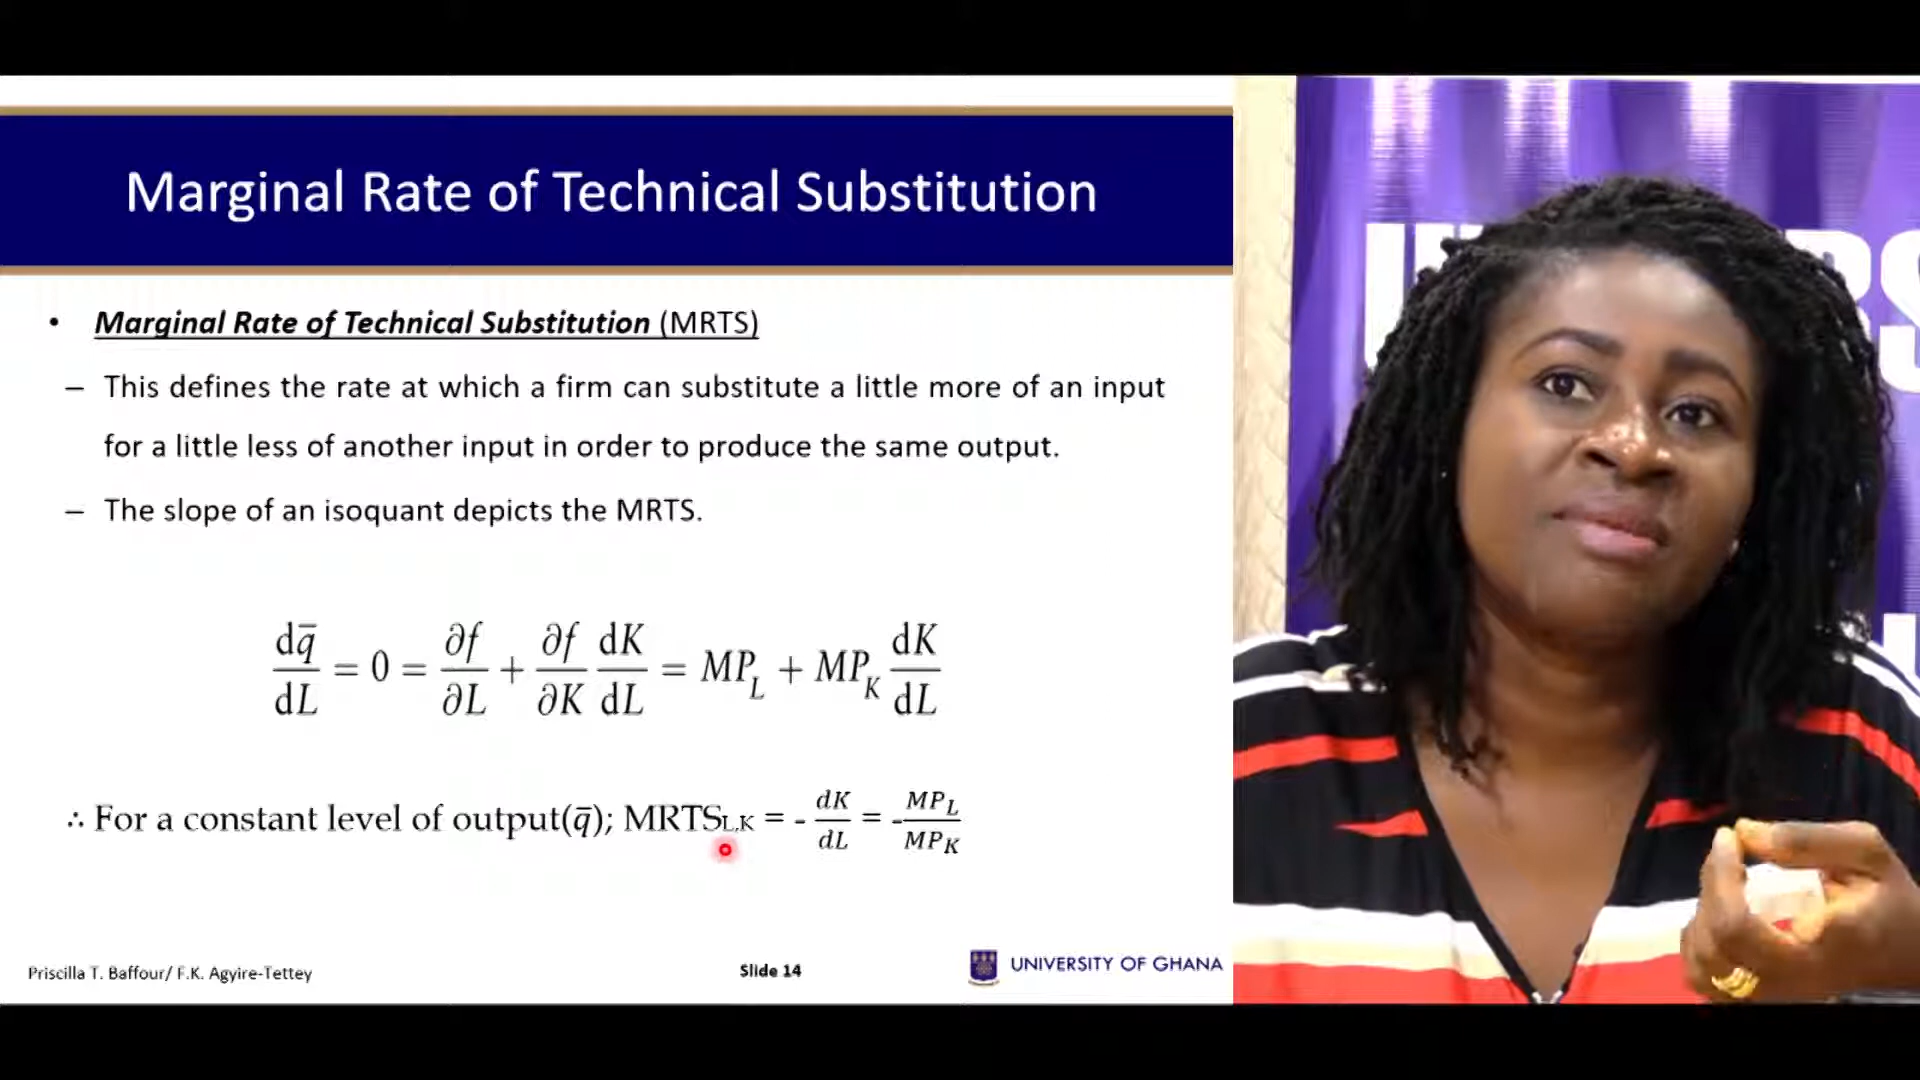 Marginal Rate of Technical Substitution
• Marginal Rate of Technical Substitution (MRTS)
– This defines the rate at which a firm can substitute a little more of an input
for a little less of another input in order to produce the same output.
– The slope of an isoquant depicts the MRTS.
dq̄/dL = 0 = ∂f/∂L + ∂f/∂K dK/dL = MP_L + MP_K dK/dL
∴ For a constant level of output(q̄); MRTS_L,K = - dK/dL = - MP_L/MP_K
Priscilla T. Baffour/ F.K. Agyire-Tettey
Slide 14
UNIVERSITY OF GHANA